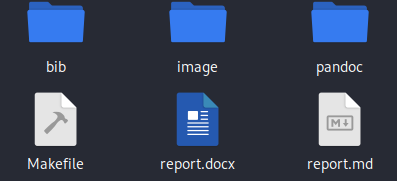 bib
image
pandoc
M
Makefile
report.docx
report.md